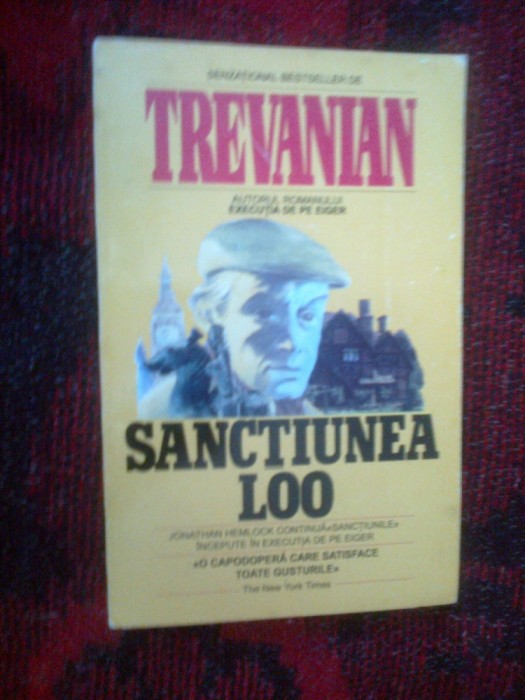 SENZAȚIONAL BESTSELLER DE
TREVANIAN
AUTORUL ROMANULUI
EXECUȚIA DE PE EIGER
SANCTIUNEA
LOO
JONATHAN HEMLOCK CONTINUĂ «SANCȚIUNILE»
ÎNCEPUTE ÎN EXECUȚIA DE PE EIGER
«O CAPODOPERĂ CARE SATISFACE
TOATE GUSTURILE»
The New York Times